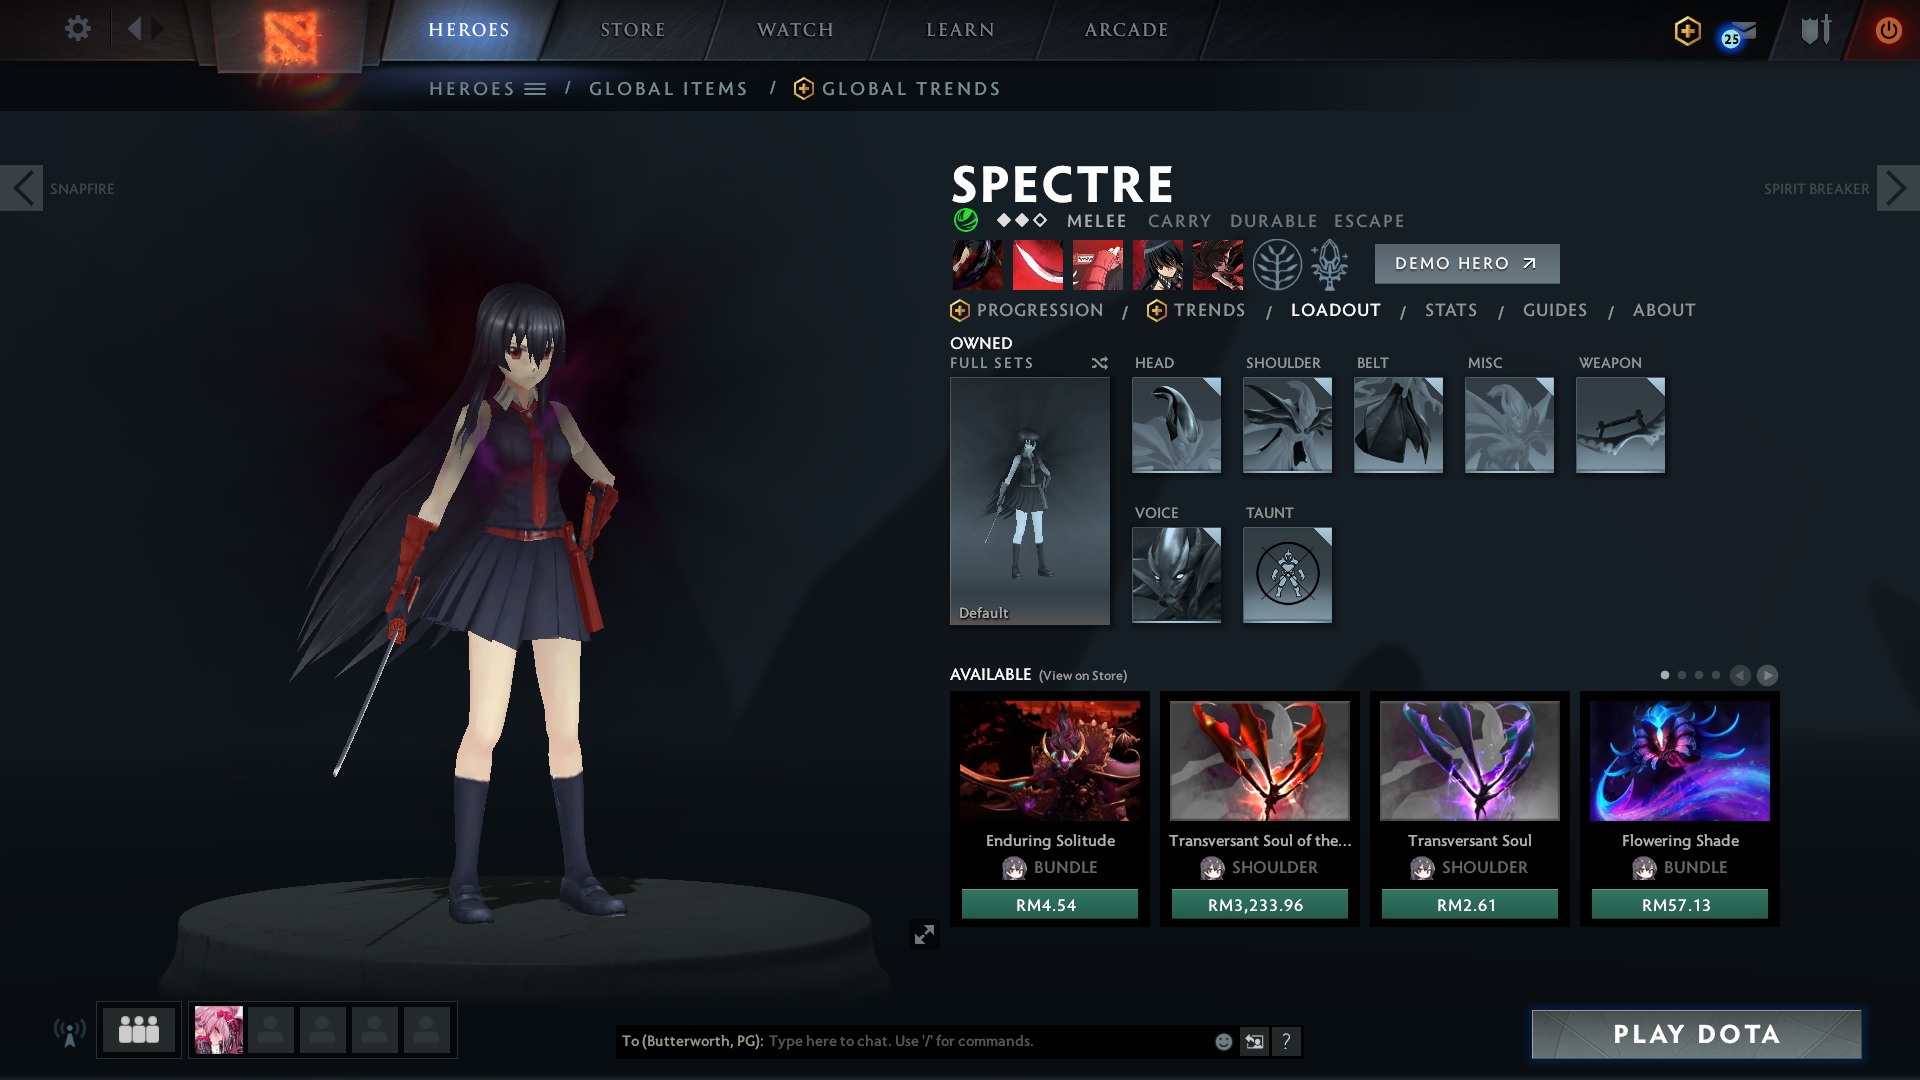 HEROES
STORE
WATCH
LEARN
ARCADE
25
HEROES / GLOBAL ITEMS / GLOBAL TRENDS
SNAPFIRE
SPIRIT BREAKER
SPECTRE
MELEE CARRY DURABLE ESCAPE
DEMO HERO
PROGRESSION / TRENDS / LOADOUT / STATS / GUIDES / ABOUT
OWNED
FULL SETS
HEAD
SHOULDER
BELT
MISC
WEAPON
Default
VOICE
TAUNT
AVAILABLE (View on Store)
Enduring Solitude
BUNDLE
RM4.54
Transversant Soul of the...
SHOULDER
RM3,233.96
Transversant Soul
SHOULDER
RM2.61
Flowering Shade
BUNDLE
RM57.13
To (Butterworth, PG): Type here to chat. Use '/' for commands.
?
PLAY DOTA